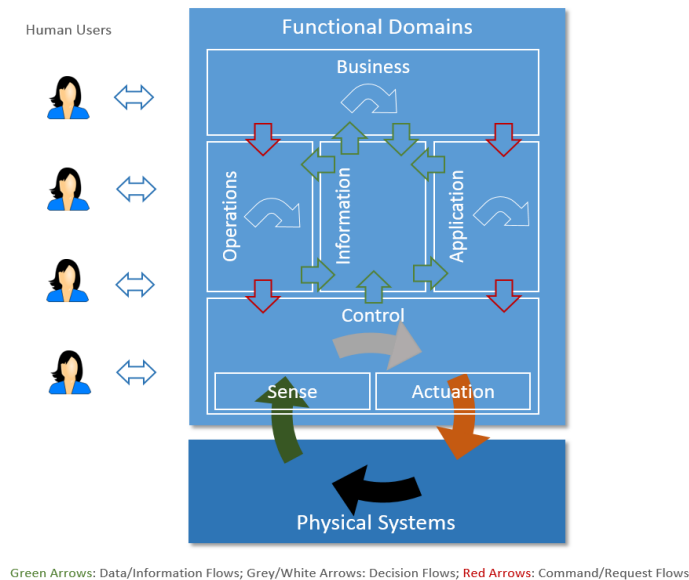 Human Users
Functional Domains
Business
Operations
Information
Application
Control
Sense
Actuation
Physical Systems
Green Arrows: Data/Information Flows; Grey/White Arrows: Decision Flows; Red Arrows: Command/Request Flows